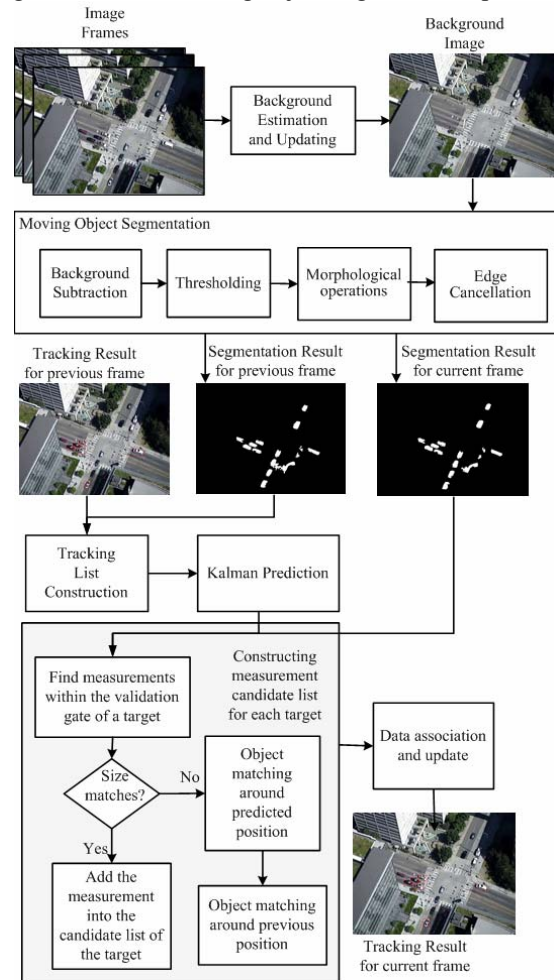 Image
Frames
Background
Estimation
and Updating
Background
Image
Moving Object Segmentation
Background
Subtraction
Thresholding
Morphological
operations
Edge
Cancellation
Tracking Result
for previous frame
Segmentation Result
for previous frame
Segmentation Result
for current frame
Tracking
List
Construction
Kalman Prediction
Constructing
measurement
candidate list
for each target
Find measurements
within the validation
gate of a target
Size
matches?
No
Yes
Object
matching
around
predicted
position
Add the
measurement
into the
candidate list of
the target
Object matching
around previous
position
Data association
and update
Tracking Result
for current frame